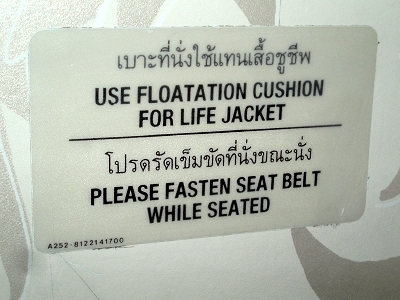 เบาะที่นั่งใช้แทนเสื้อชูชีพ
USE FLOATATION CUSHION
FOR LIFE JACKET
โปรดรัดเข็มขัดที่นั่งขณะนั่ง
PLEASE FASTEN SEAT BELT
WHILE SEATED
A252-8122141700